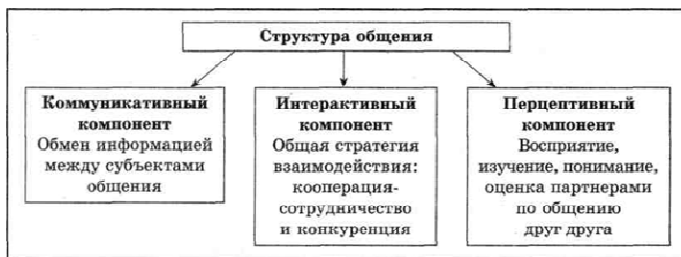 Структура общения
Коммуникативный
компонент
Обмен информацией
между субъектами
общения
Интерактивный
компонент
Общая стратегия
взаимодействия:
кооперация-
сотрудничество
и конкуренция
Перцептивный
компонент
Восприятие,
изучение, понимание,
оценка партнерами
по общению
друг друга